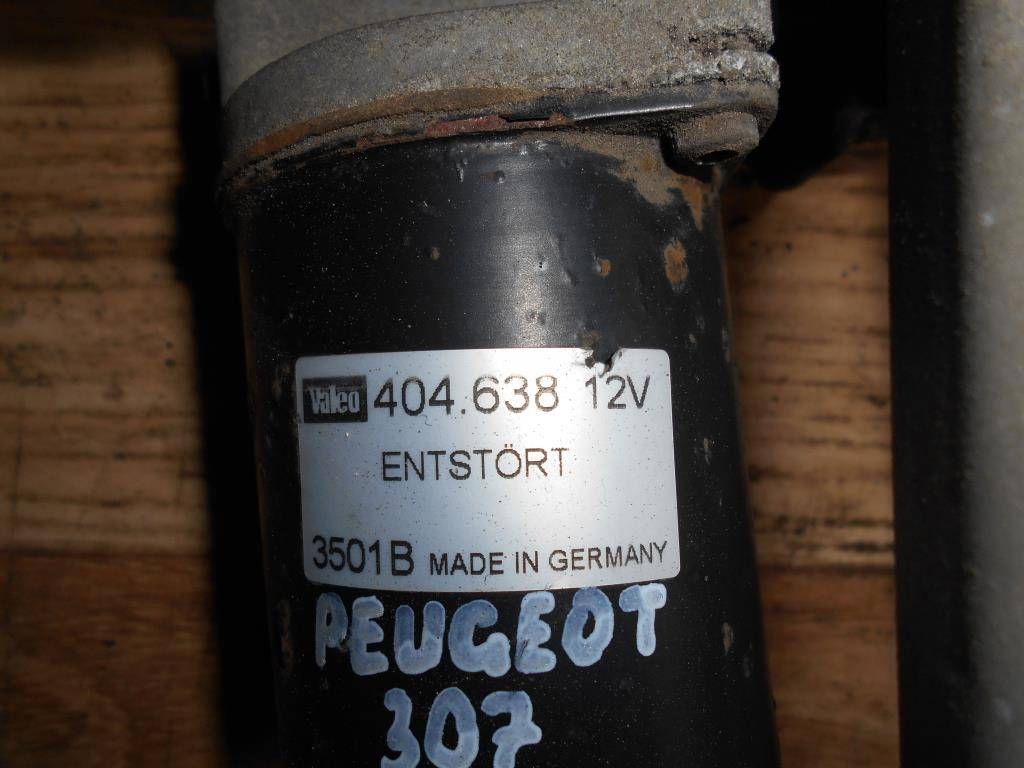 Valeo 404.638 12V
ENTSTÖRT
3501B MADE IN GERMANY
PEUGEOT
307